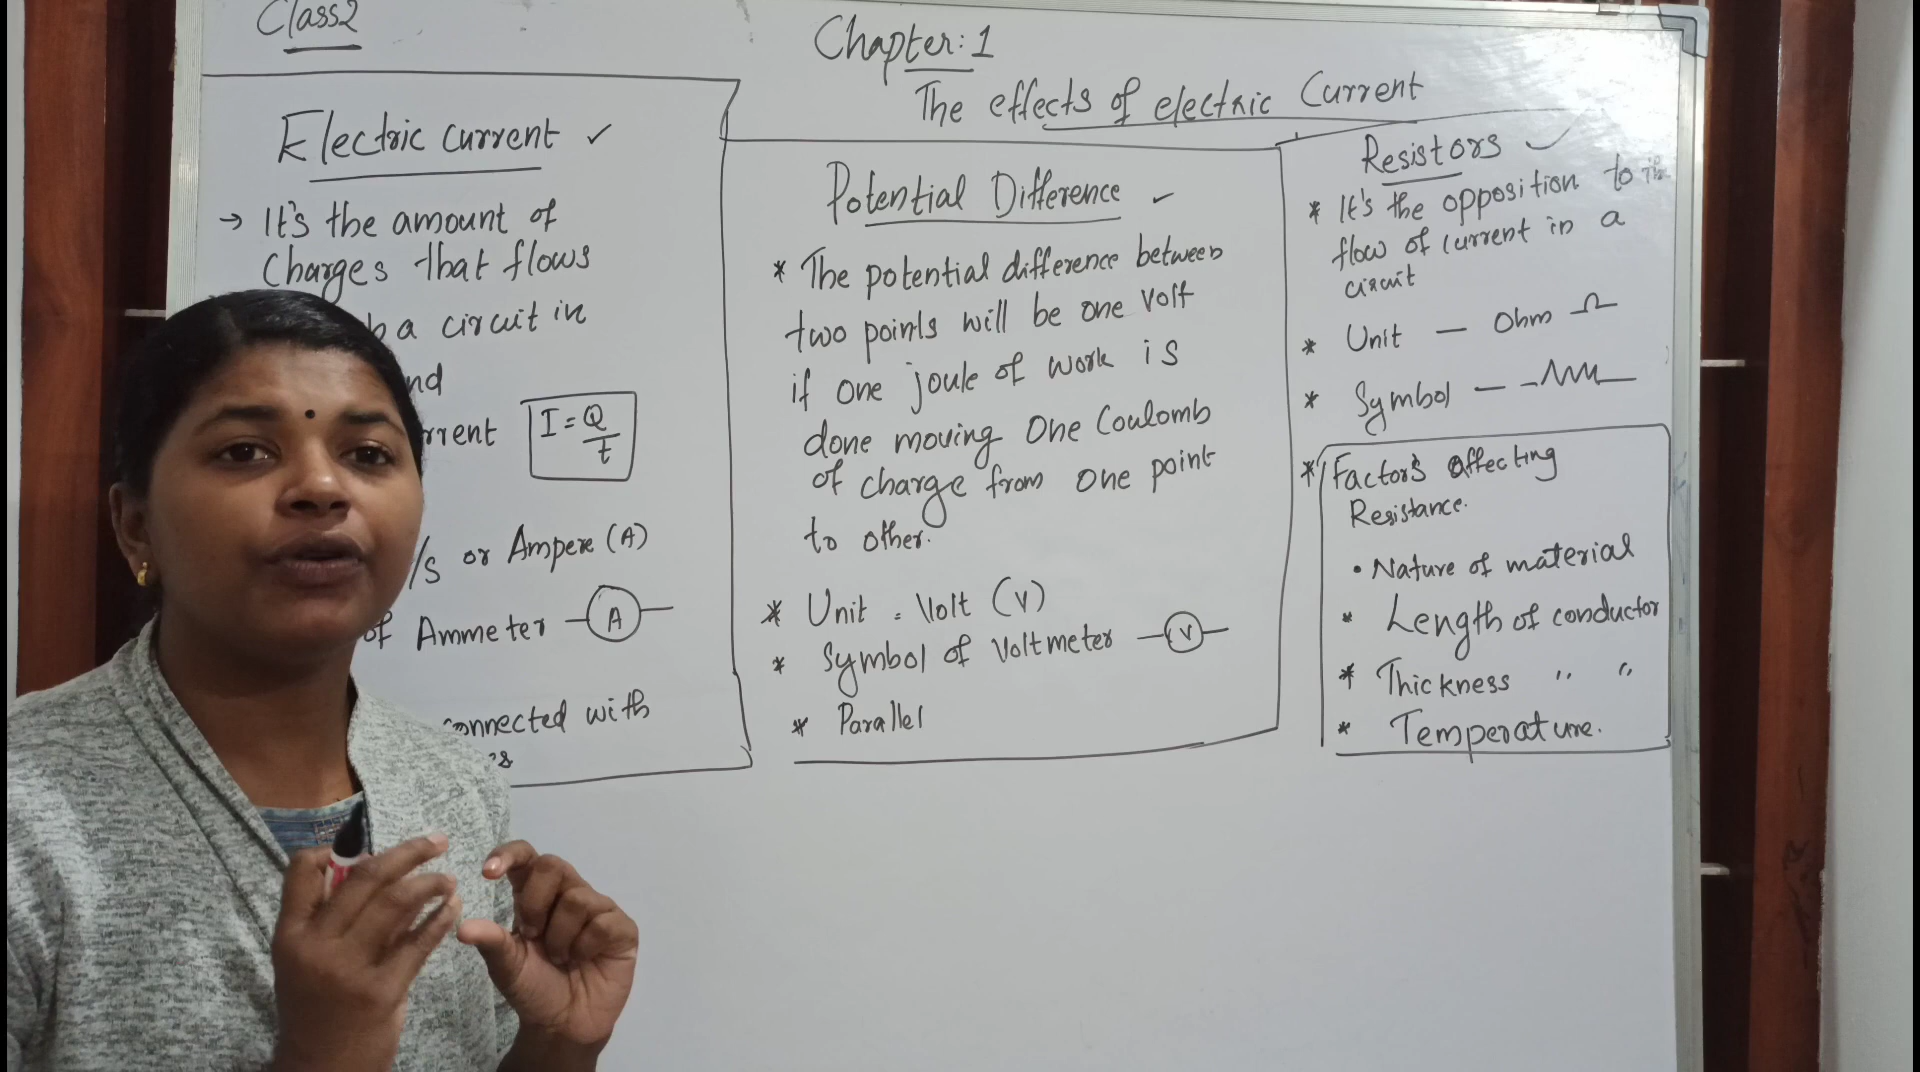 Class2
Chapter: 1
The effects of electric Current
Electric current ✓
→ It's the amount of
Charges that flows
a circuit in
I = Q/t
/s or Ampere (A)
of Ammeter A
connected with
Potential Difference ✓
* The potential difference between
two points will be one volt
if one joule of work is
done moving One Coulomb
of charge from one point
to other.
* Unit = Volt (V)
* Symbol of Voltmeter V
* Parallel
Resistors ✓
* It's the opposition to the
flow of current in a
circuit
* Unit — Ohm Ω
* Symbol —
* Factors affecting
Resistance.
• Nature of material
* Length of conductor
* Thickness " "
* Temperature.